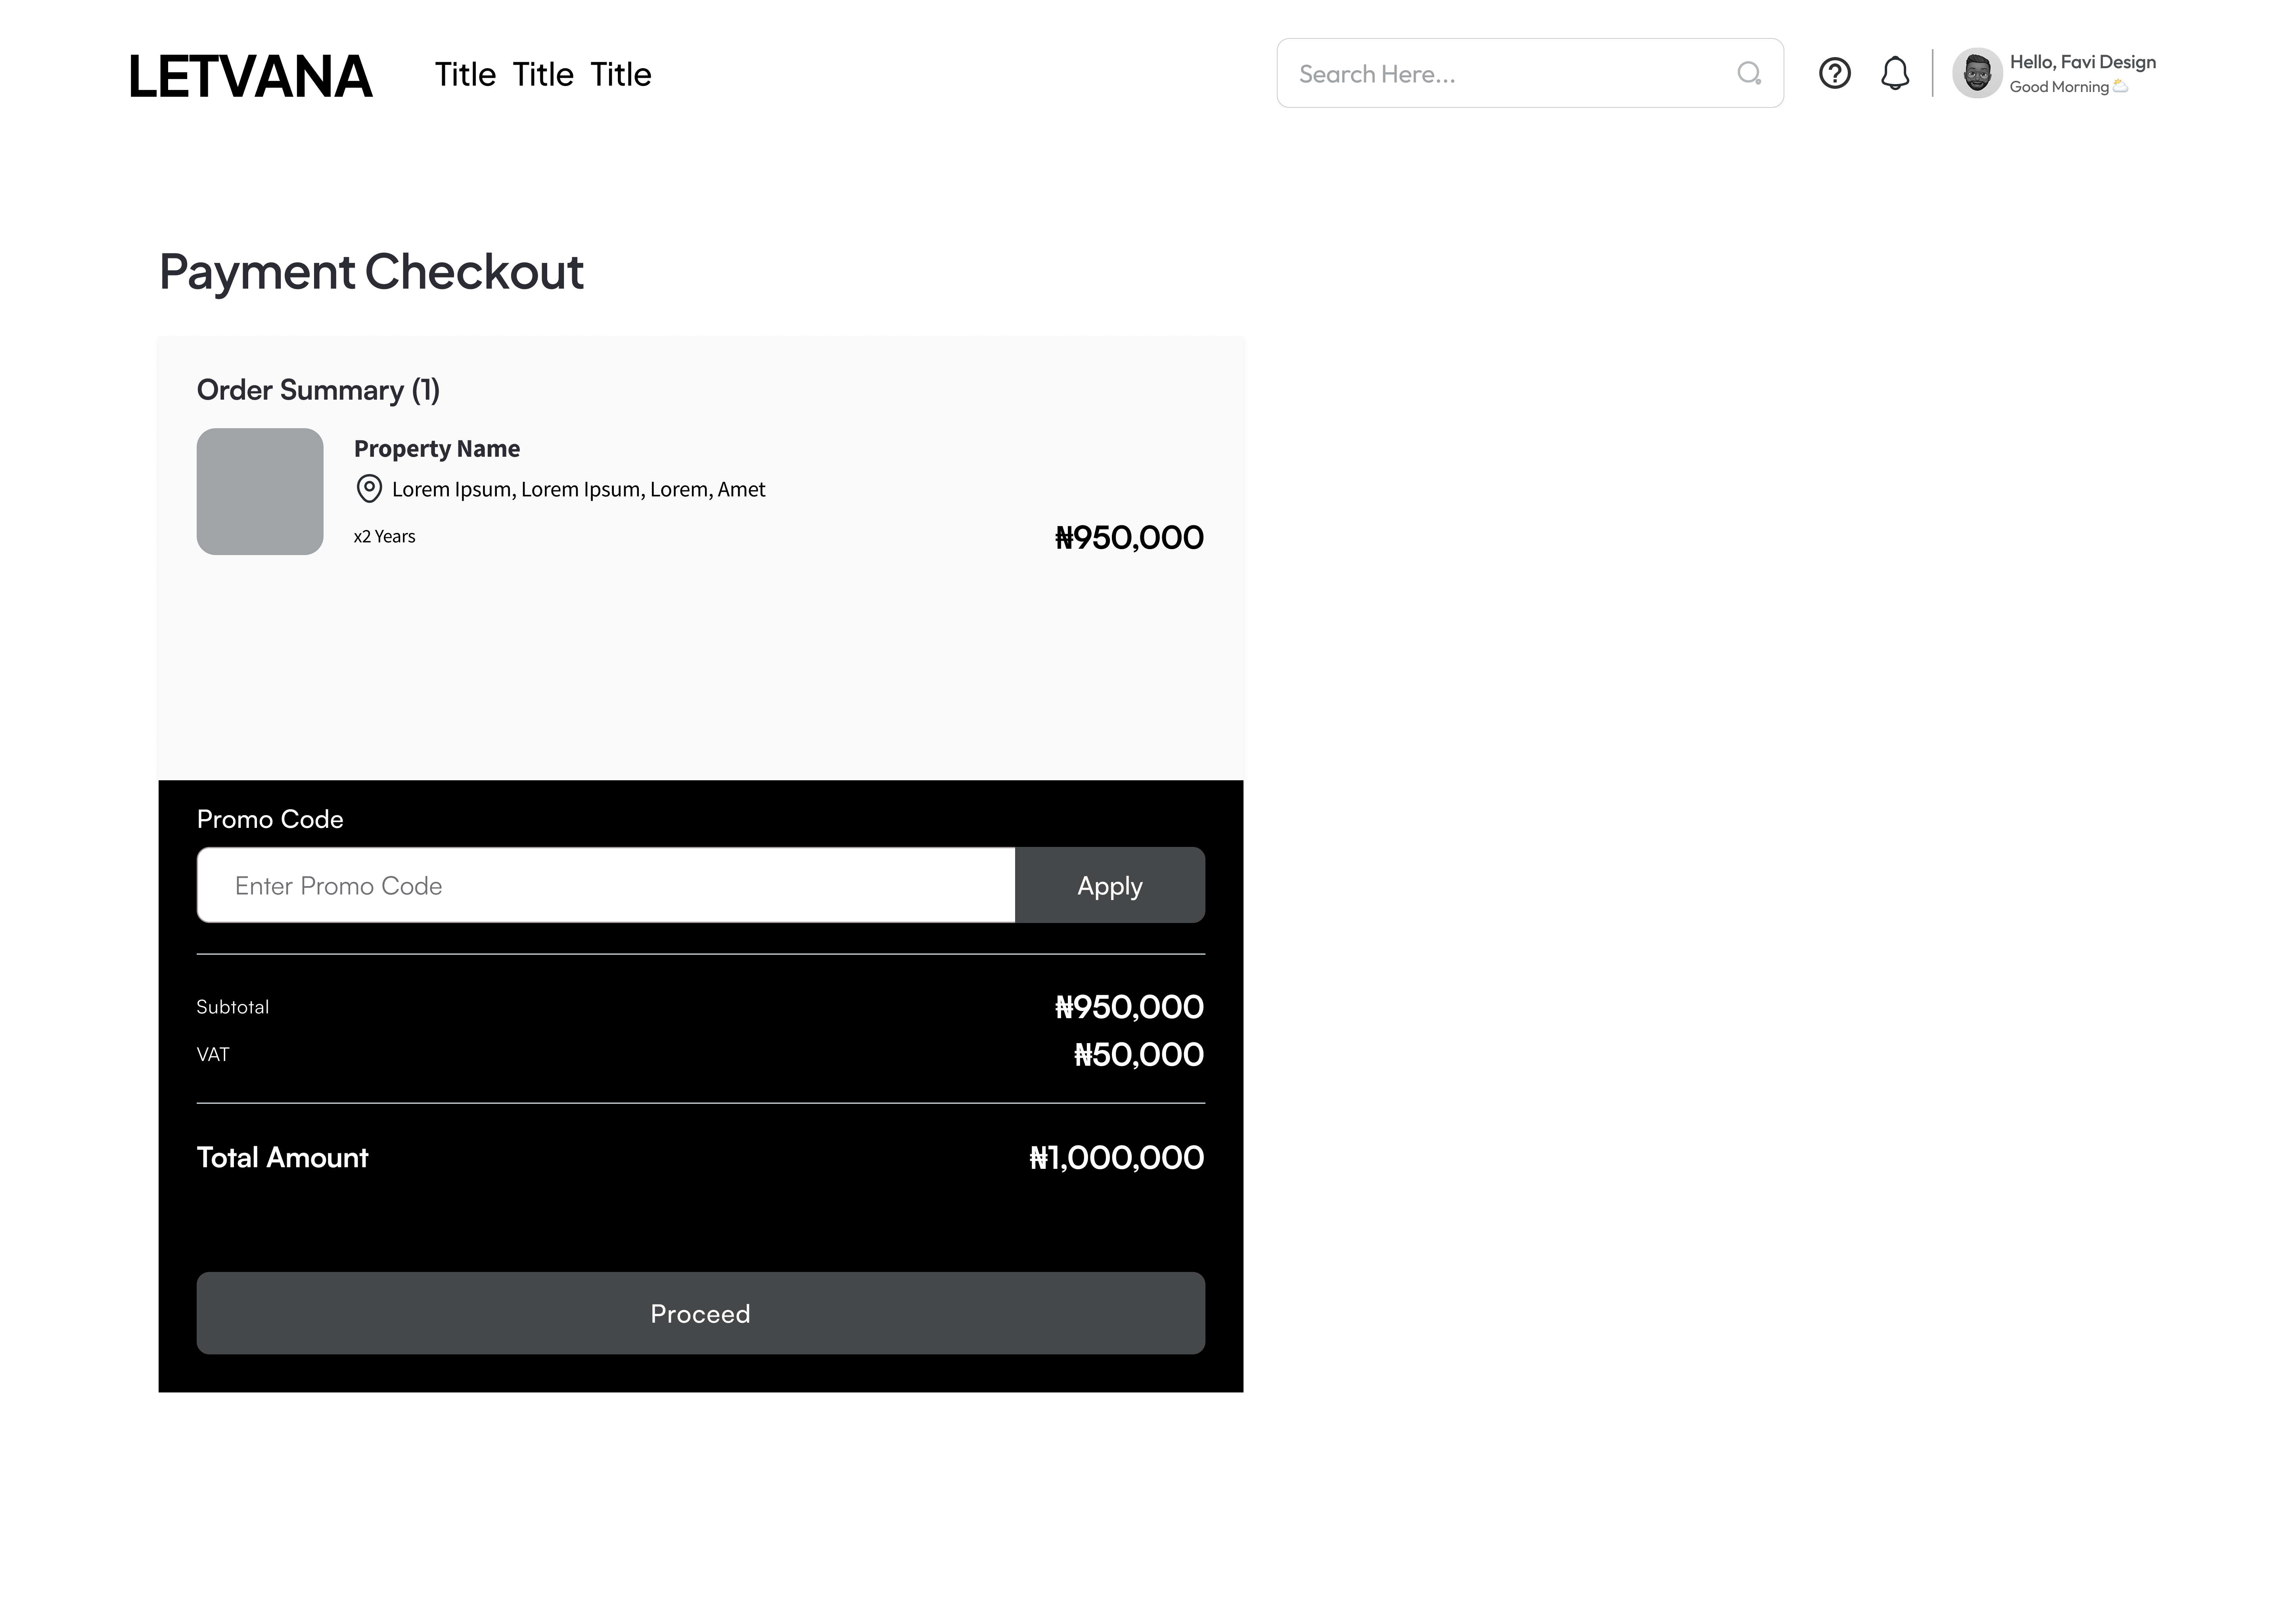 LETVANA
Title Title Title
Search Here...
Hello, Favi Design
Good Morning
Payment Checkout
Order Summary (1)
Property Name
Lorem Ipsum, Lorem Ipsum, Lorem, Amet
x2 Years
₦950,000
Promo Code
Enter Promo Code
Apply
Subtotal
₦950,000
VAT
₦50,000
Total Amount
₦1,000,000
Proceed